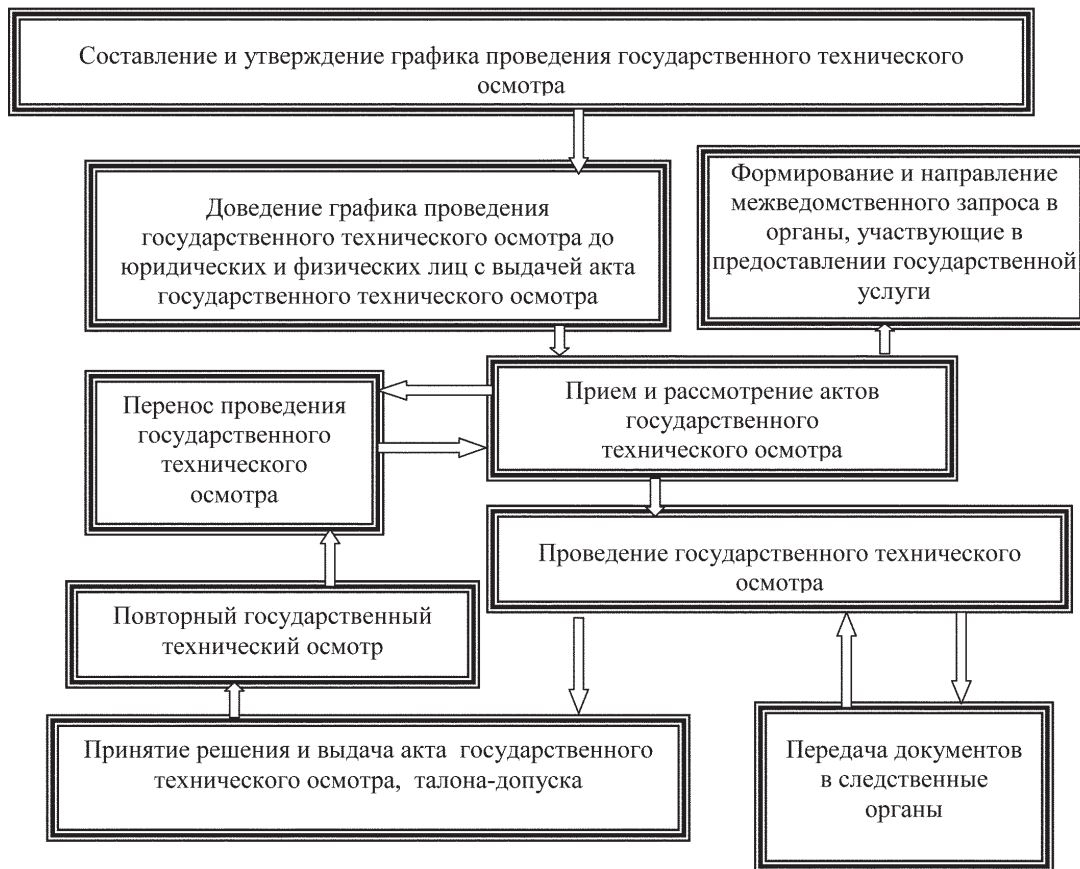 Составление и утверждение графика проведения государственного технического
осмотра
Доведение графика проведения
государственного технического осмотра до
юридических и физических лиц с выдачей акта
государственного технического осмотра
Формирование и направление
межведомственного запроса в
органы, участвующие в
предоставлении государственной
услуги
Прием и рассмотрение актов
государственного
технического осмотра
Перенос проведения
государственного
технического
осмотра
Проведение государственного технического
осмотра
Повторный государственный
технический осмотр
Принятие решения и выдача акта государственного
технического осмотра, талона-допуска
Передача документов
в следственные
органы